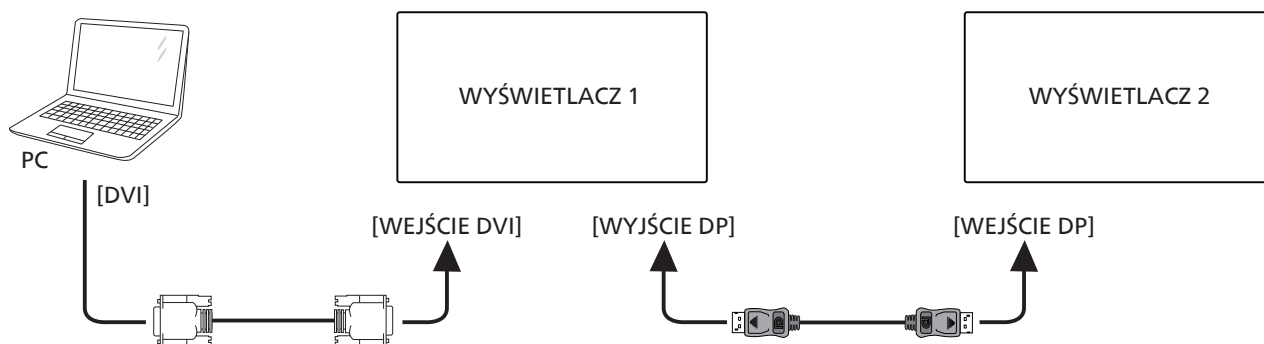 WYŚWIETLACZ 1
WYŚWIETLACZ 2
PC
[DVI]
[WEJŚCIE DVI]
[WYJŚCIE DP]
[WEJŚCIE DP]